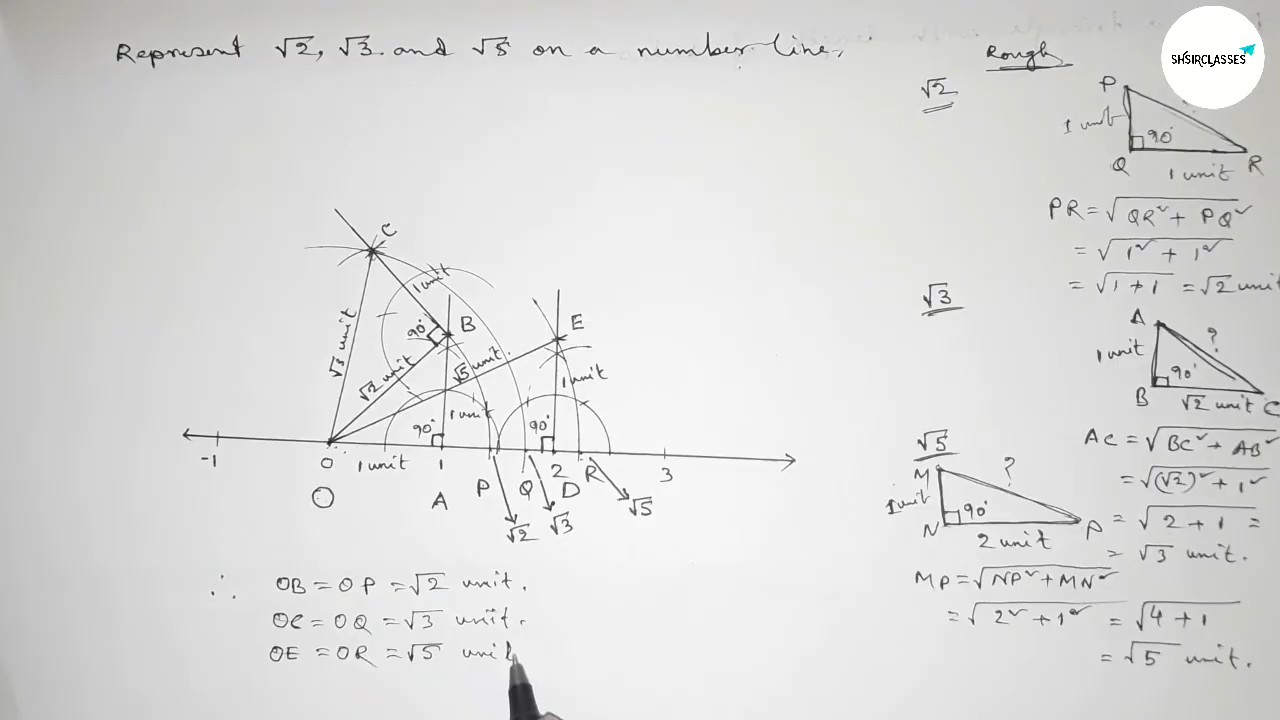 Represent √2, √3 and √5 on a number line.
SHSIRCLASSES
Rough
√2
P
1 unit
90°
Q
1 unit
R
PR = √QR² + PQ²
= √1² + 1²
= √1+1 = √2 unit
√3
A
?
1 unit
90°
B
√2 unit
C
AC = √BC² + AB²
= √(√2)² + 1²
= √2 + 1 =
= √3 unit.
√5
M
?
1 unit
90°
N
2 unit
P
MP = √NP² + MN²
= √2² + 1² = √4 + 1
= √5 unit.
C
1 unit
90°
B
E
√3 unit
√2 unit
√5 unit.
1 unit
1 unit
90°
90°
-1
0
1 unit
1
2
3
O
A
P
Q
D
R
√2
√3
√5
∴ OB = OP = √2 unit.
OC = OQ = √3 unit.
OE = OR = √5 unit